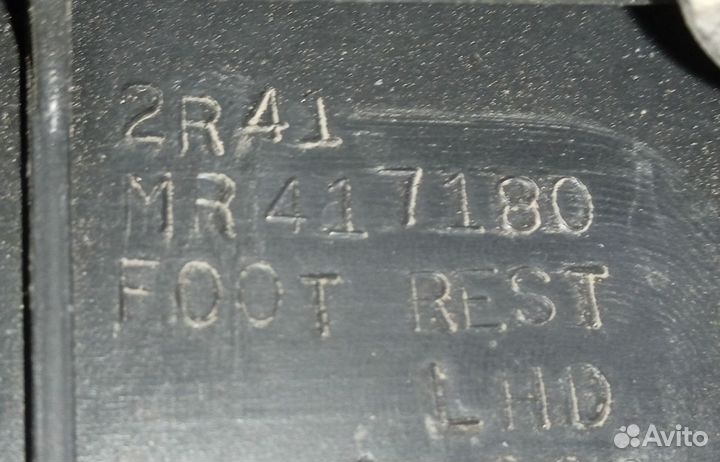 2R41
MR417180
FOOT REST
LHD
Avito